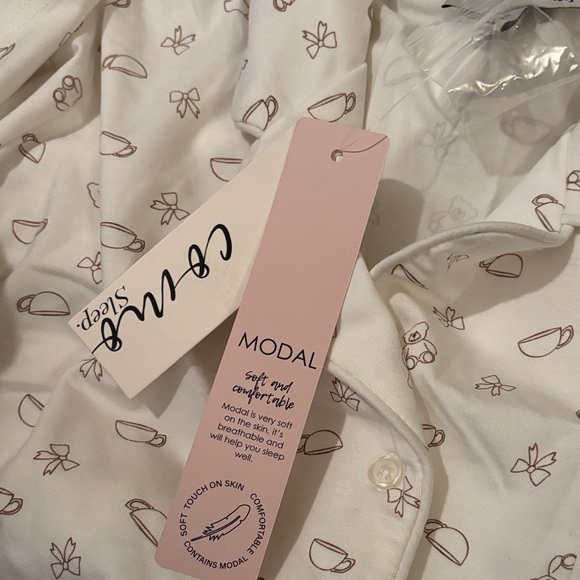 como
Sleep.
MODAL
Soft and
comfortable
Modal is very soft
on the skin, it's
breathable and
will help you sleep
well.
SOFT TOUCH ON SKIN
COMFORTABLE
CONTAINS MODAL